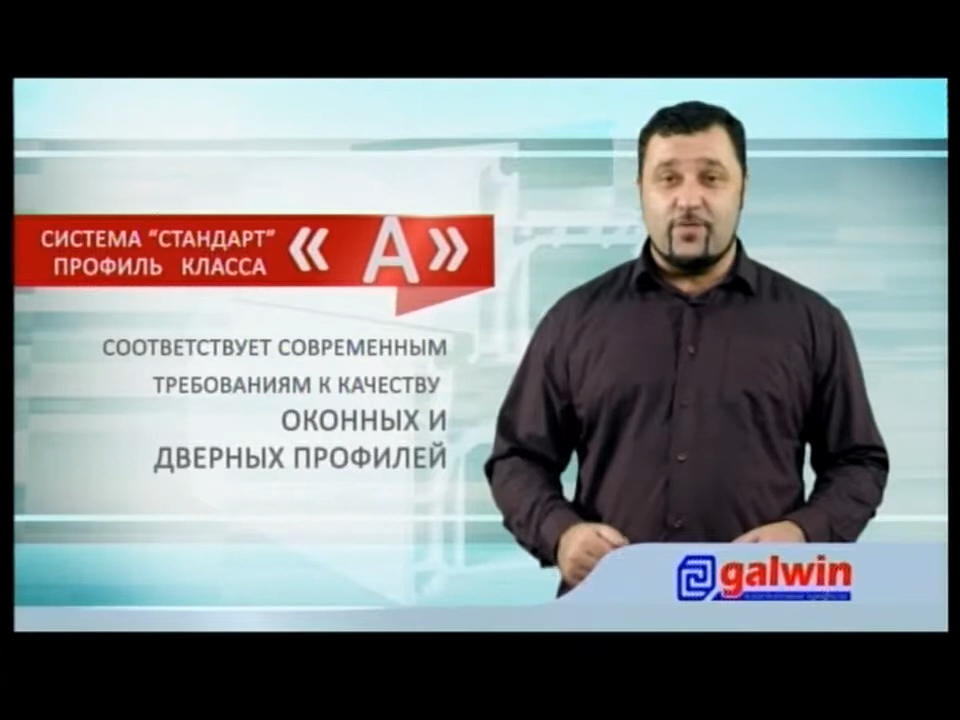 СИСТЕМА "СТАНДАРТ"
ПРОФИЛЬ КЛАССА « А»
СООТВЕТСТВУЕТ СОВРЕМЕННЫМ
ТРЕБОВАНИЯМ К КАЧЕСТВУ
ОКОННЫХ И
ДВЕРНЫХ ПРОФИЛЕЙ
galwin